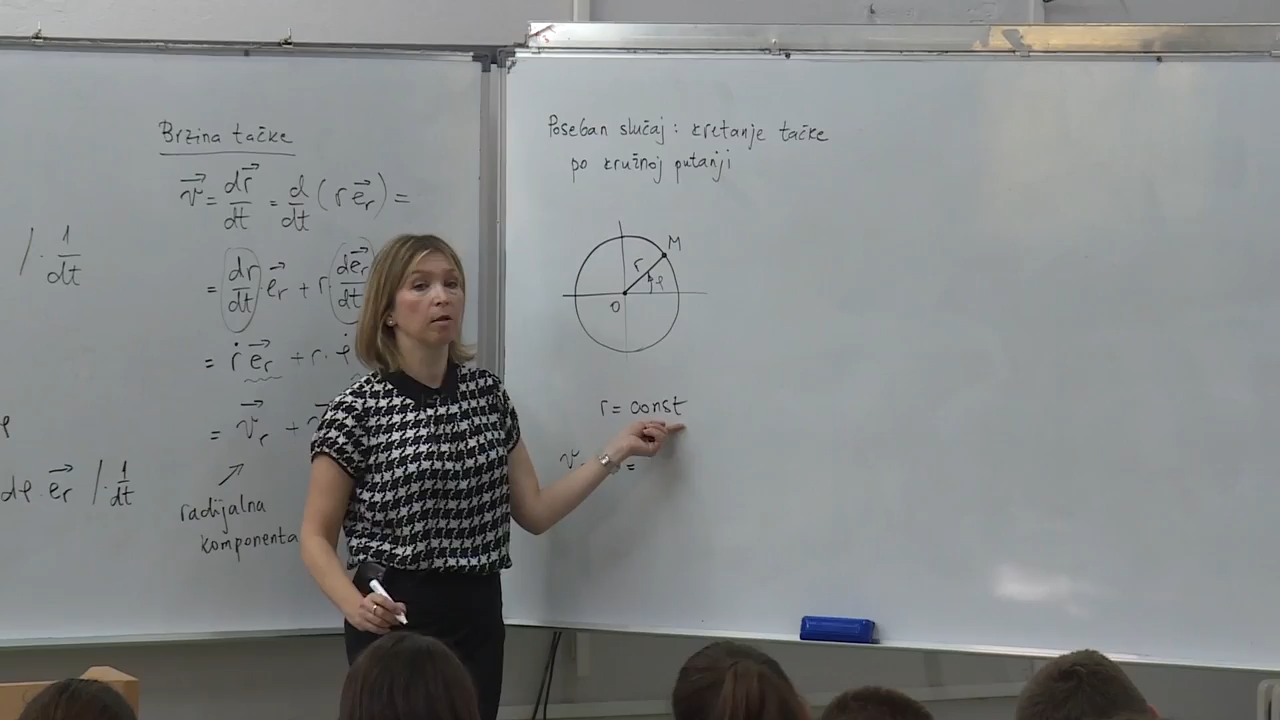 /· 1/dt
dφ · e⃗r /· 1/dt
Brzina tačke
v⃗ = dr⃗/dt = d/dt (r e⃗r) =
= dr/dt · e⃗r + r · de⃗r/dt
= ṙ e⃗r + r · φ̇
= v⃗r +
radijalna
komponenta
Poseban slučaj: kretanje tačke
po kružnoj putanji
M
r
φ
O
r = const
v =